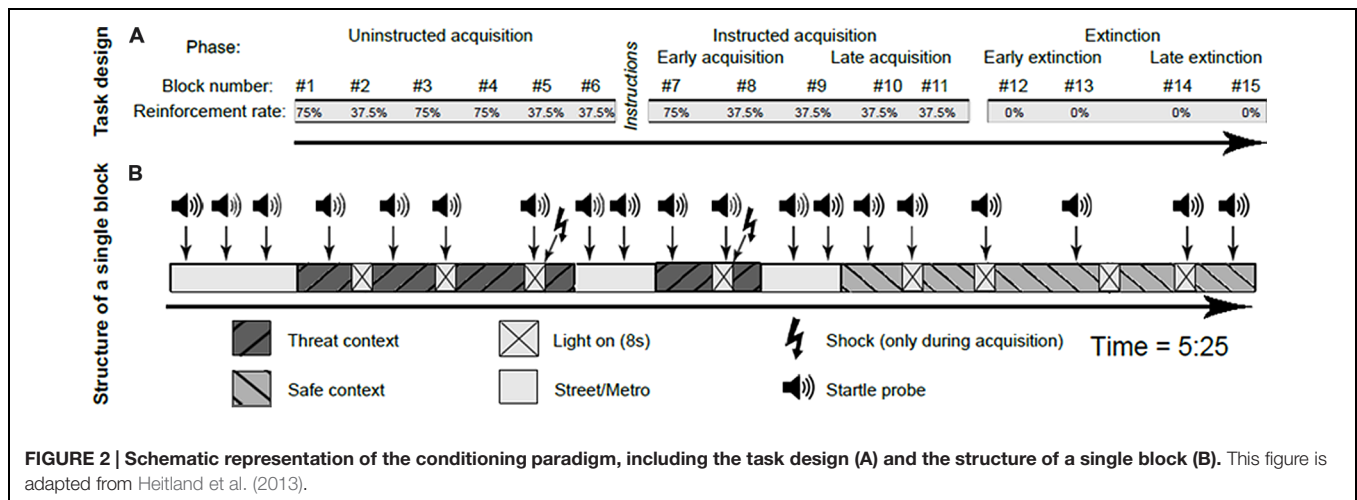 Task design
A
Phase:
Uninstructed acquisition
Instructions
Instructed acquisition
Extinction
Early acquisition
Late acquisition
Early extinction
Late extinction
Block number: #1 #2 #3 #4 #5 #6 #7 #8 #9 #10 #11 #12 #13 #14 #15
Reinforcement rate: 75% 37.5% 75% 75% 37.5% 37.5% 75% 37.5% 37.5% 37.5% 37.5% 0% 0% 0% 0%
Structure of a single block
B
Threat context
Light on (8s)
Shock (only during acquisition)
Time = 5:25
Safe context
Street/Metro
Startle probe
FIGURE 2 | Schematic representation of the conditioning paradigm, including the task design (A) and the structure of a single block (B). This figure is
adapted from Heitland et al. (2013).